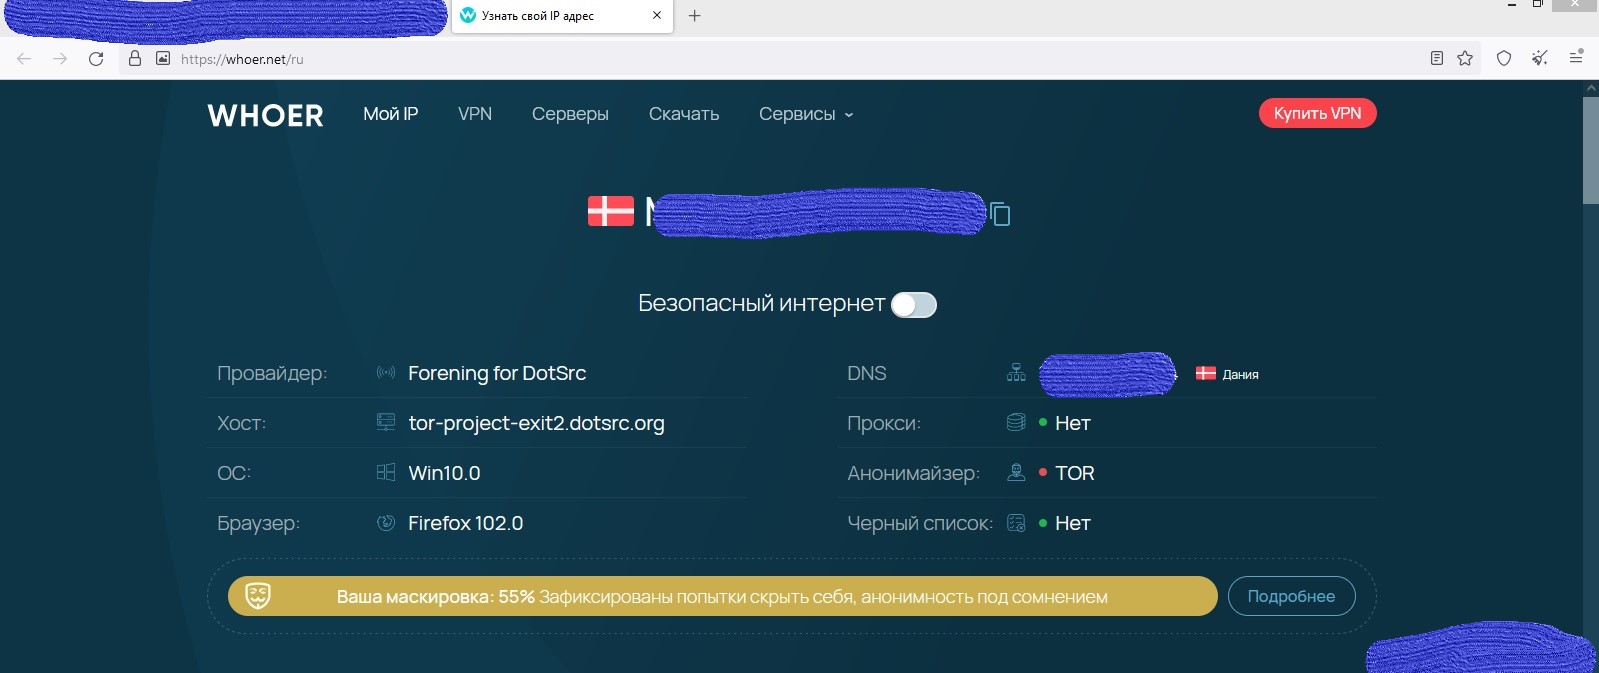 Узнать свой IP адрес
https://whoer.net/ru
WHOER Мой IP VPN Серверы Скачать Сервисы Купить VPN
Безопасный интернет
Провайдер: Forening for DotSrc
DNS Дания
Хост: tor-project-exit2.dotsrc.org
Прокси: Нет
ОС: Win10.0
Анонимайзер: TOR
Браузер: Firefox 102.0
Черный список: Нет
Ваша маскировка: 55% Зафиксированы попытки скрыть себя, анонимность под сомнением
Подробнее